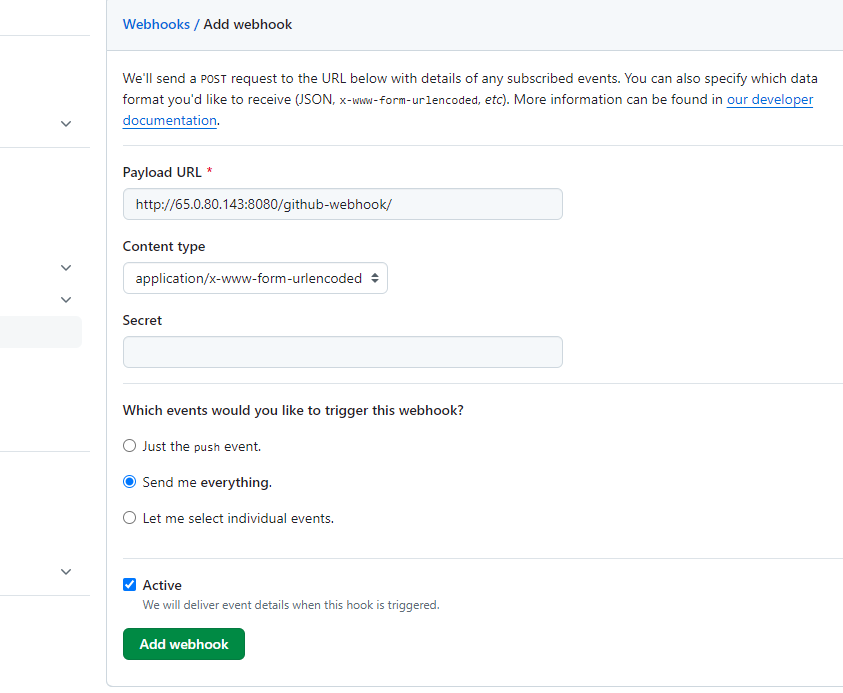 Webhooks / Add webhook
We'll send a POST request to the URL below with details of any subscribed events. You can also specify which data
format you'd like to receive (JSON, x-www-form-urlencoded, etc). More information can be found in our developer
documentation.
Payload URL *
http://65.0.80.143:8080/github-webhook/
Content type
application/x-www-form-urlencoded
Secret
Which events would you like to trigger this webhook?
Just the push event.
Send me everything.
Let me select individual events.
Active
We will deliver event details when this hook is triggered.
Add webhook